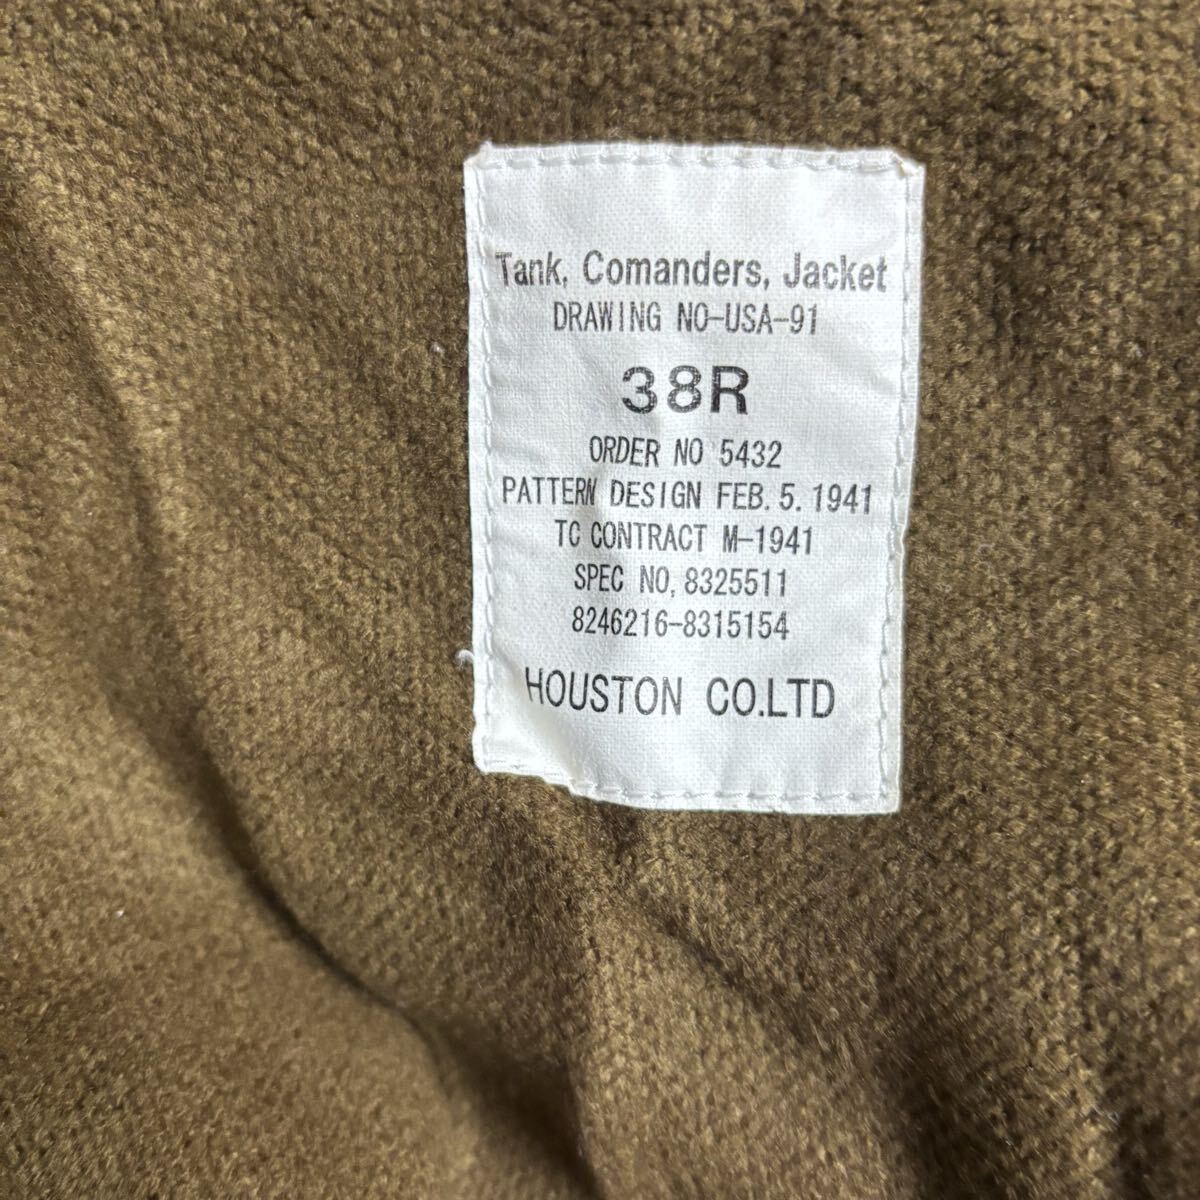 Tank, Comanders, Jacket
DRAWING NO-USA-91
38R
ORDER NO 5432
PATTERN DESIGN FEB. 5. 1941
TC CONTRACT M-1941
SPEC NO, 8325511
8246216-8315154
HOUSTON CO.LTD